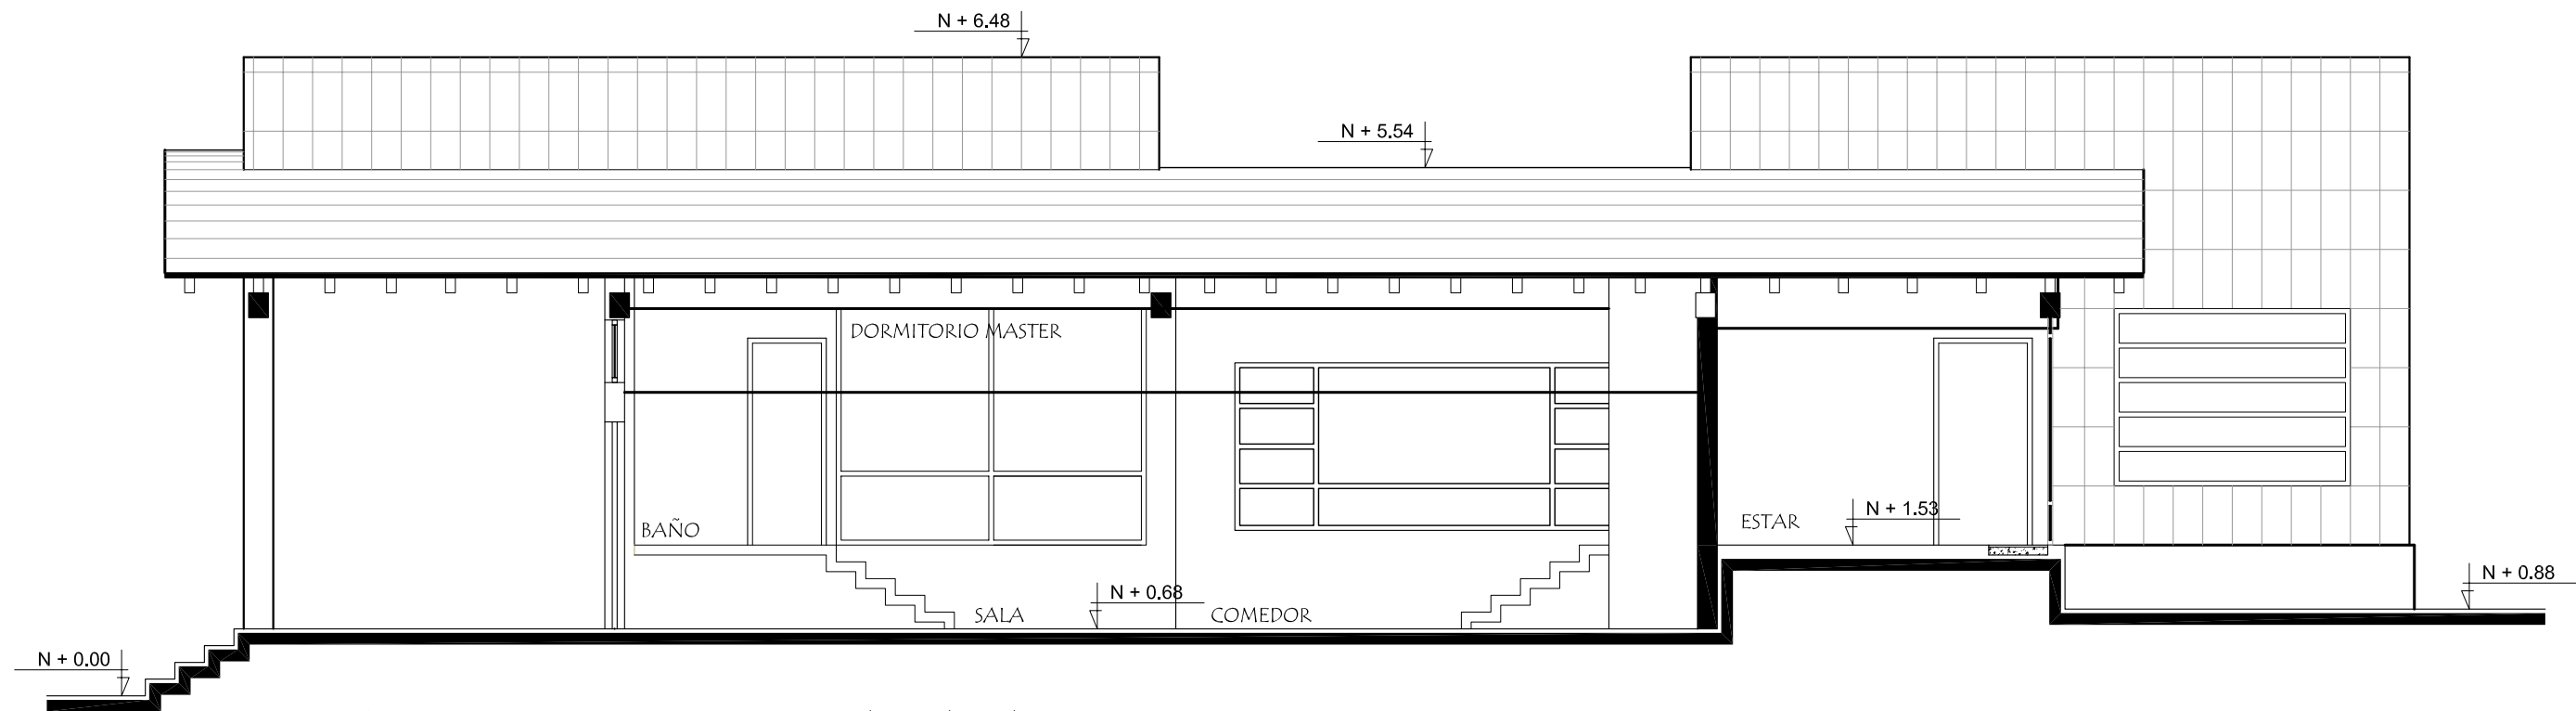 N + 6.48
N + 5.54
DORMITORIO MASTER
BAÑO
ESTAR
N + 1.53
N + 0.88
N + 0.68
SALA
COMEDOR
N + 0.00